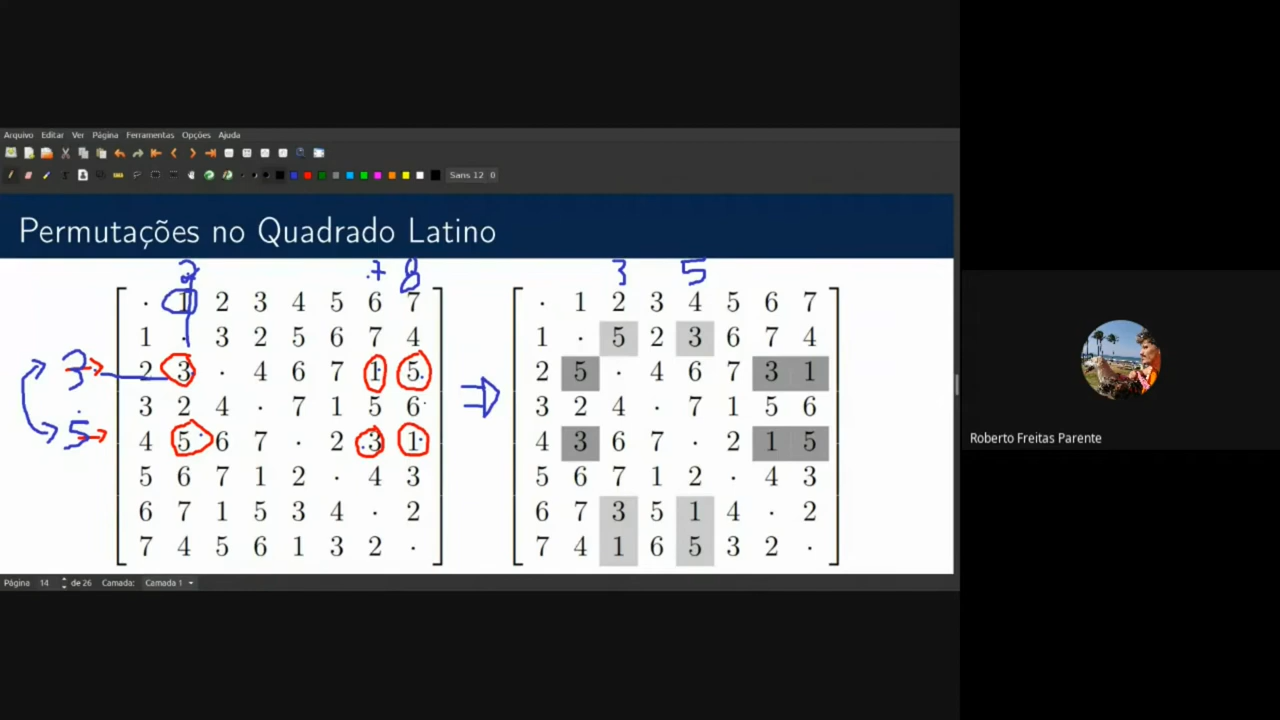 Arquivo Editar Ver Página Ferramentas Opções Ajuda
Sans 12
Permutações no Quadrado Latino
2 7 8
3 5
· 1 2 3 4 5 6 7
1 · 3 2 5 6 7 4
3 2 3 · 4 6 7 1 5
3 2 4 · 7 1 5 6
5 4 5 6 7 · 2 3 1
5 6 7 1 2 · 4 3
6 7 1 5 3 4 · 2
7 4 5 6 1 3 2 ·
⇒
· 1 2 3 4 5 6 7
1 · 5 2 3 6 7 4
2 5 · 4 6 7 3 1
3 2 4 · 7 1 5 6
4 3 6 7 · 2 1 5
5 6 7 1 2 · 4 3
6 7 3 5 1 4 · 2
7 4 1 6 5 3 2 ·
Página 14 de 26 Camada: Camada 1
Roberto Freitas Parente